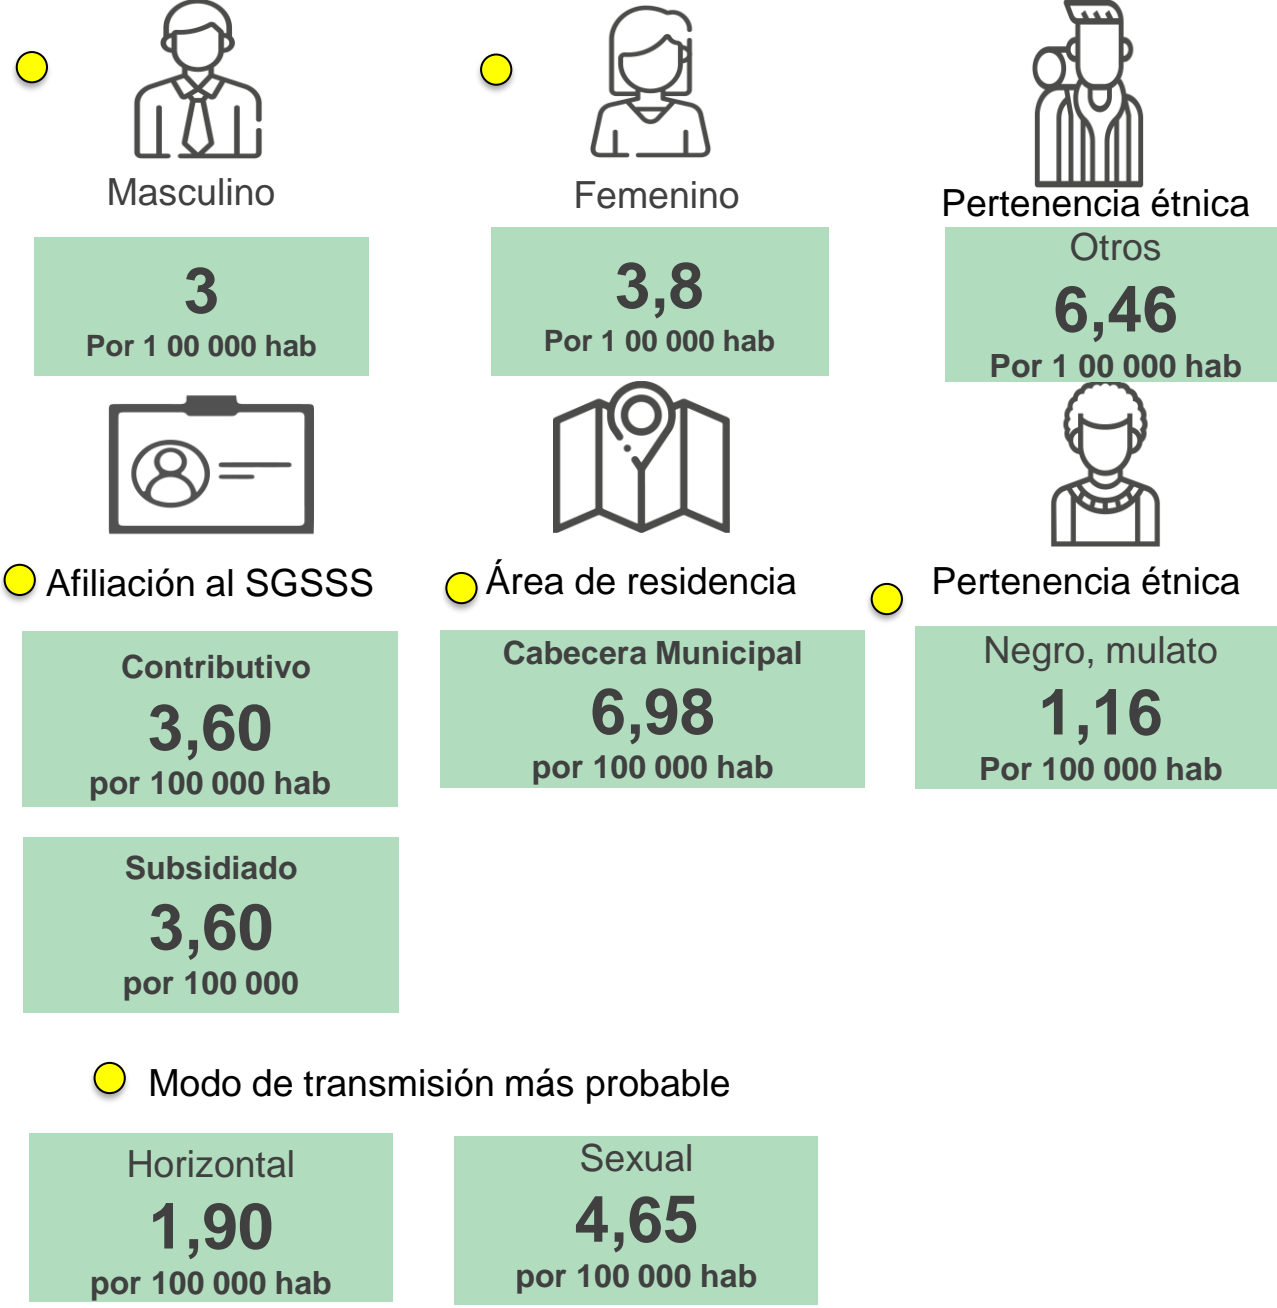 Masculino
3
Por 1 00 000 hab
Femenino
3,8
Por 1 00 000 hab
Pertenencia étnica
Otros
6,46
Por 1 00 000 hab
Afiliación al SGSSS
Contributivo
3,60
por 100 000 hab
Subsidiado
3,60
por 100 000
Área de residencia
Cabecera Municipal
6,98
por 100 000 hab
Pertenencia étnica
Negro, mulato
1,16
Por 100 000 hab
Modo de transmisión más probable
Horizontal
1,90
por 100 000 hab
Sexual
4,65
por 100 000 hab